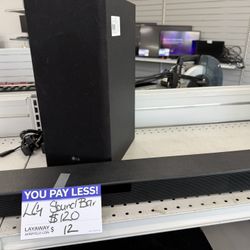 LG
YOU PAY LESS!
LG Sound Bar
$120
LAYAWAY
$ 12